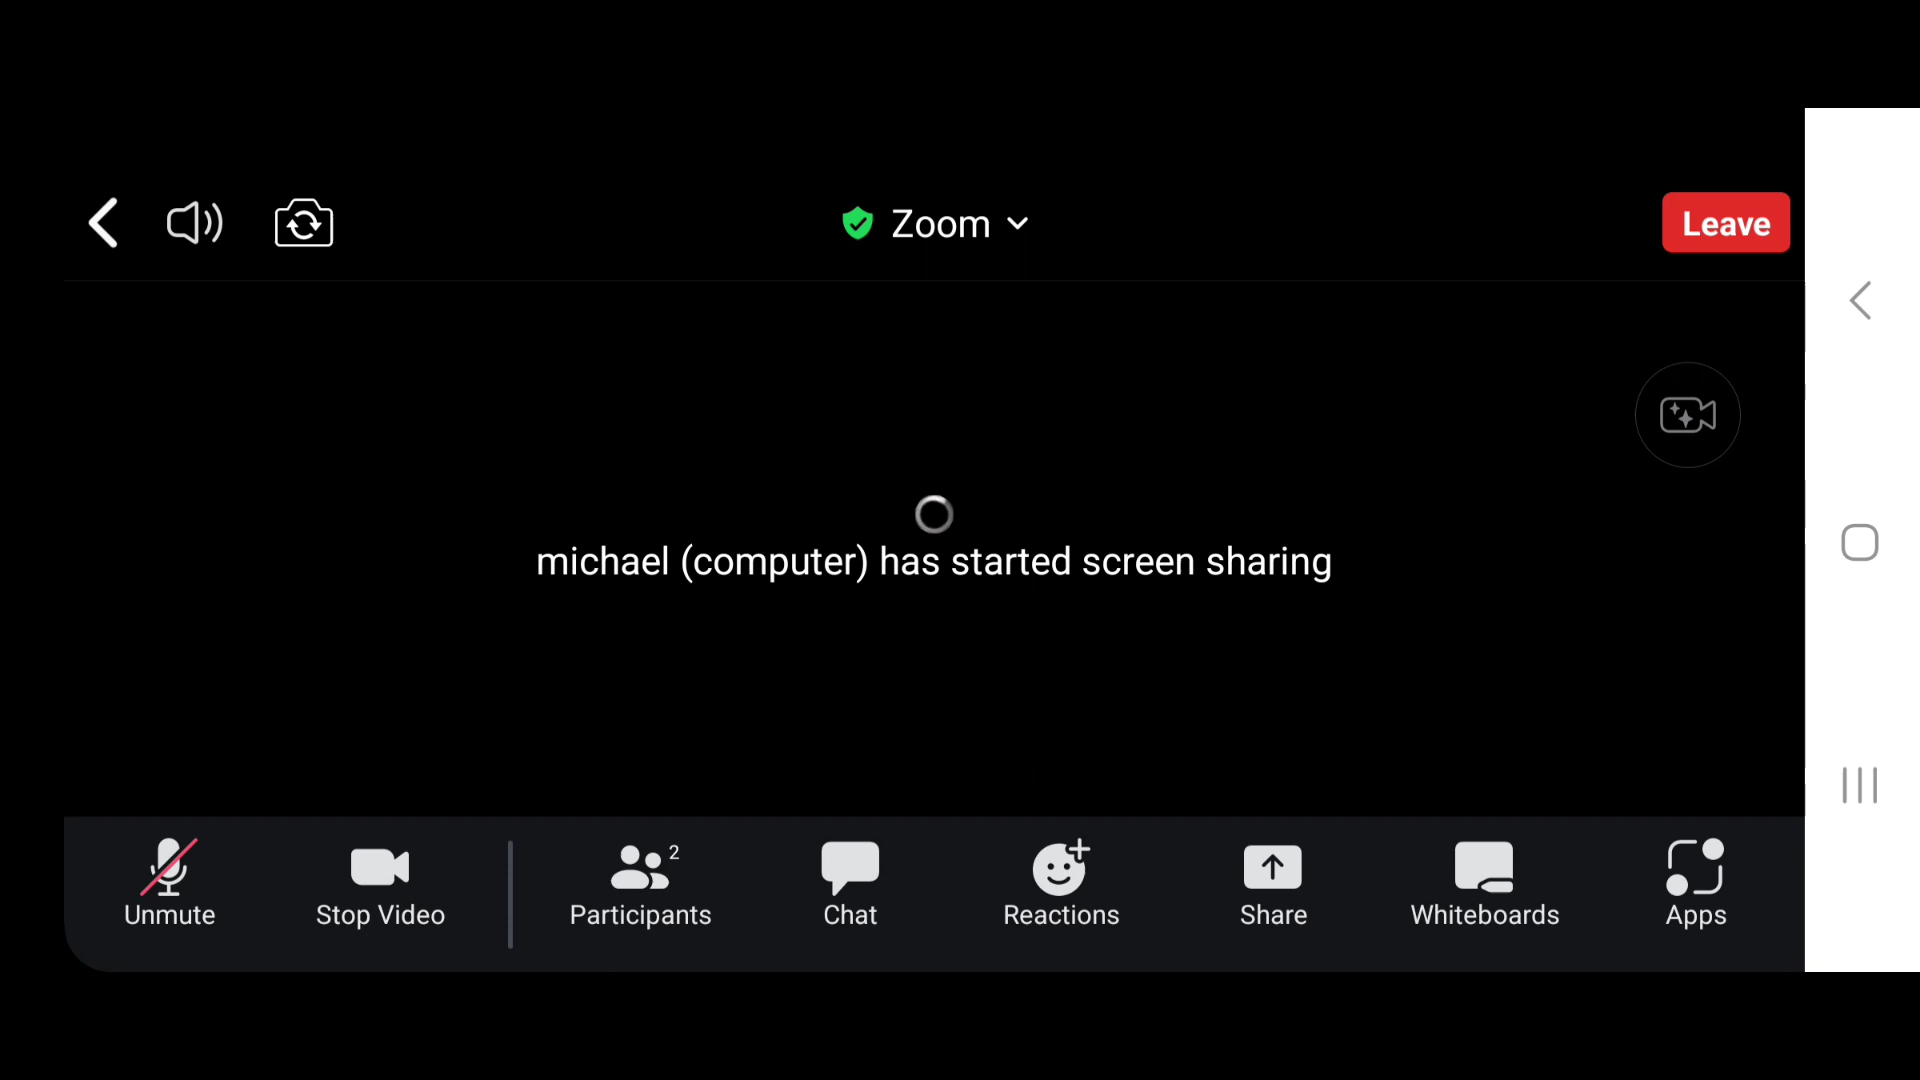 Zoom
Leave
michael (computer) has started screen sharing
Unmute
Stop Video
2
Participants
Chat
Reactions
Share
Whiteboards
Apps